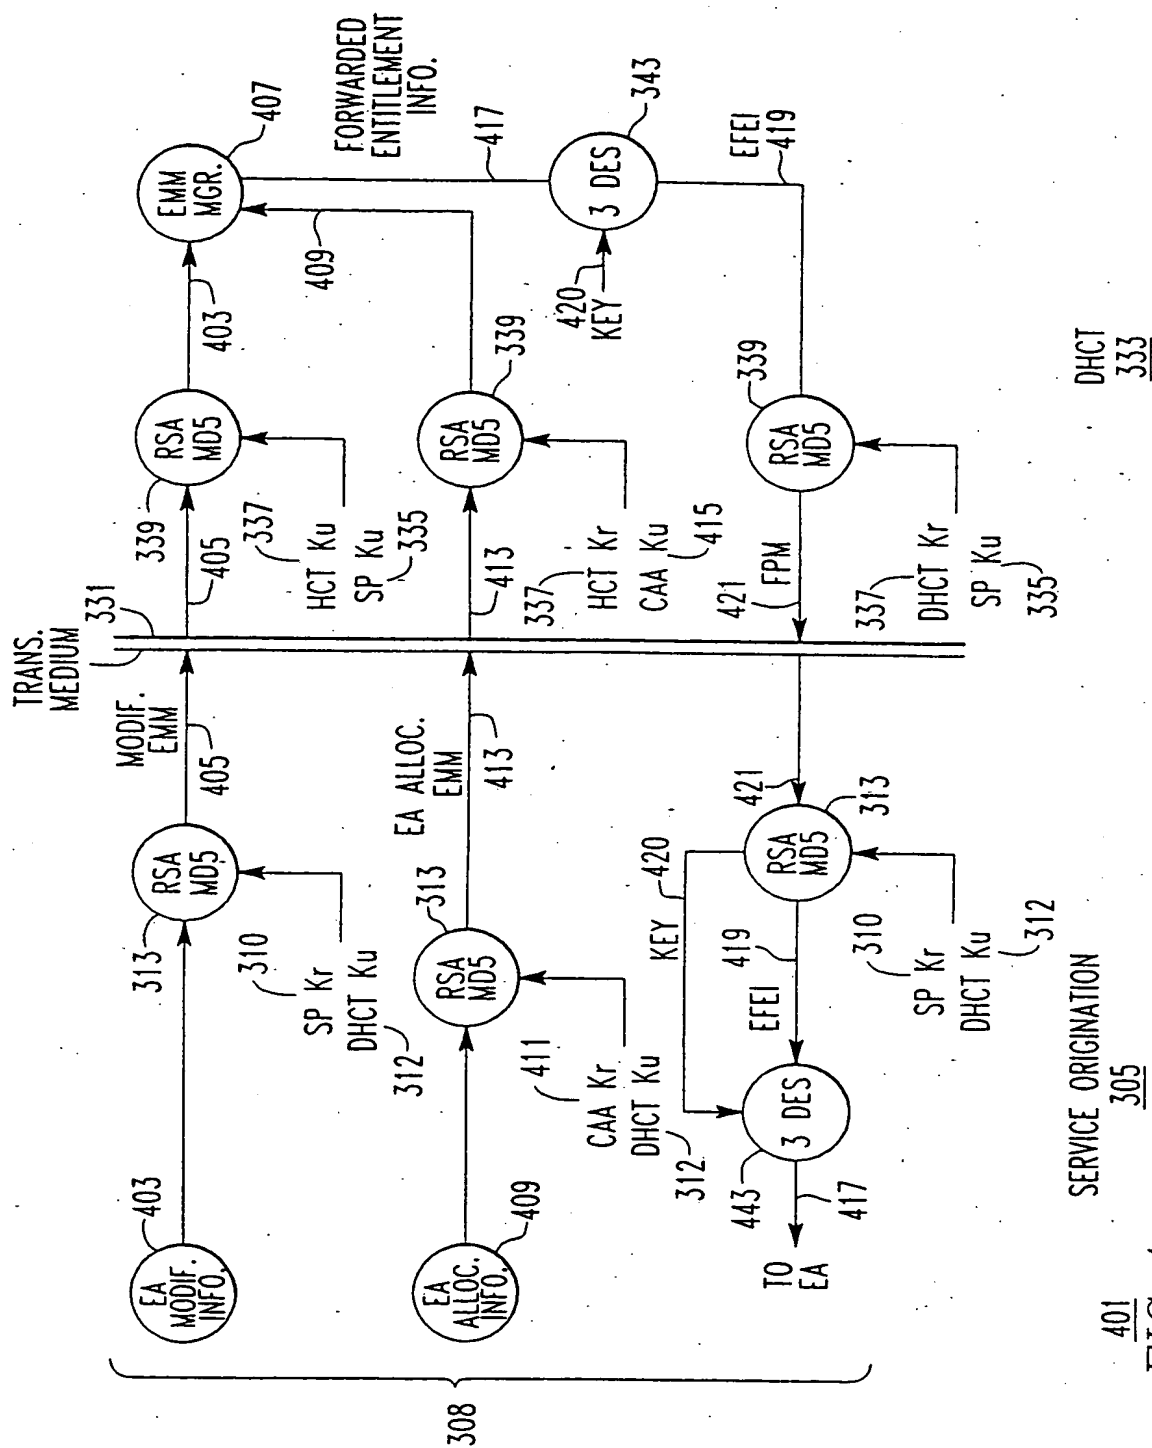 TRANS.
MEDIUM
331
EA
MODIF.
INFO.
403
RSA
MD5
313
MODIF.
EMM
405
405
RSA
MD5
339
403
EMM
MGR.
407
310
SP Kr
DHCT Ku
312
337
HCT Ku
SP Ku
335
409
FORWARDED
ENTITLEMENT
INFO.
417
308
EA
ALLOC.
INFO.
409
RSA
MD5
313
EA ALLOC.
EMM
413
413
RSA
MD5
339
411
CAA Kr
DHCT Ku
312
337
HCT Kr
CAA Ku
415
420
KEY
3 DES
343
EFEI
419
TO
EA
417
3 DES
443
KEY
420
EFEI
419
RSA
MD5
313
421
421
FPM
RSA
MD5
339
310
SP Kr
DHCT Ku
312
337
DHCT Kr
SP Ku
335
SERVICE ORIGINATION
305
DHCT
333
401